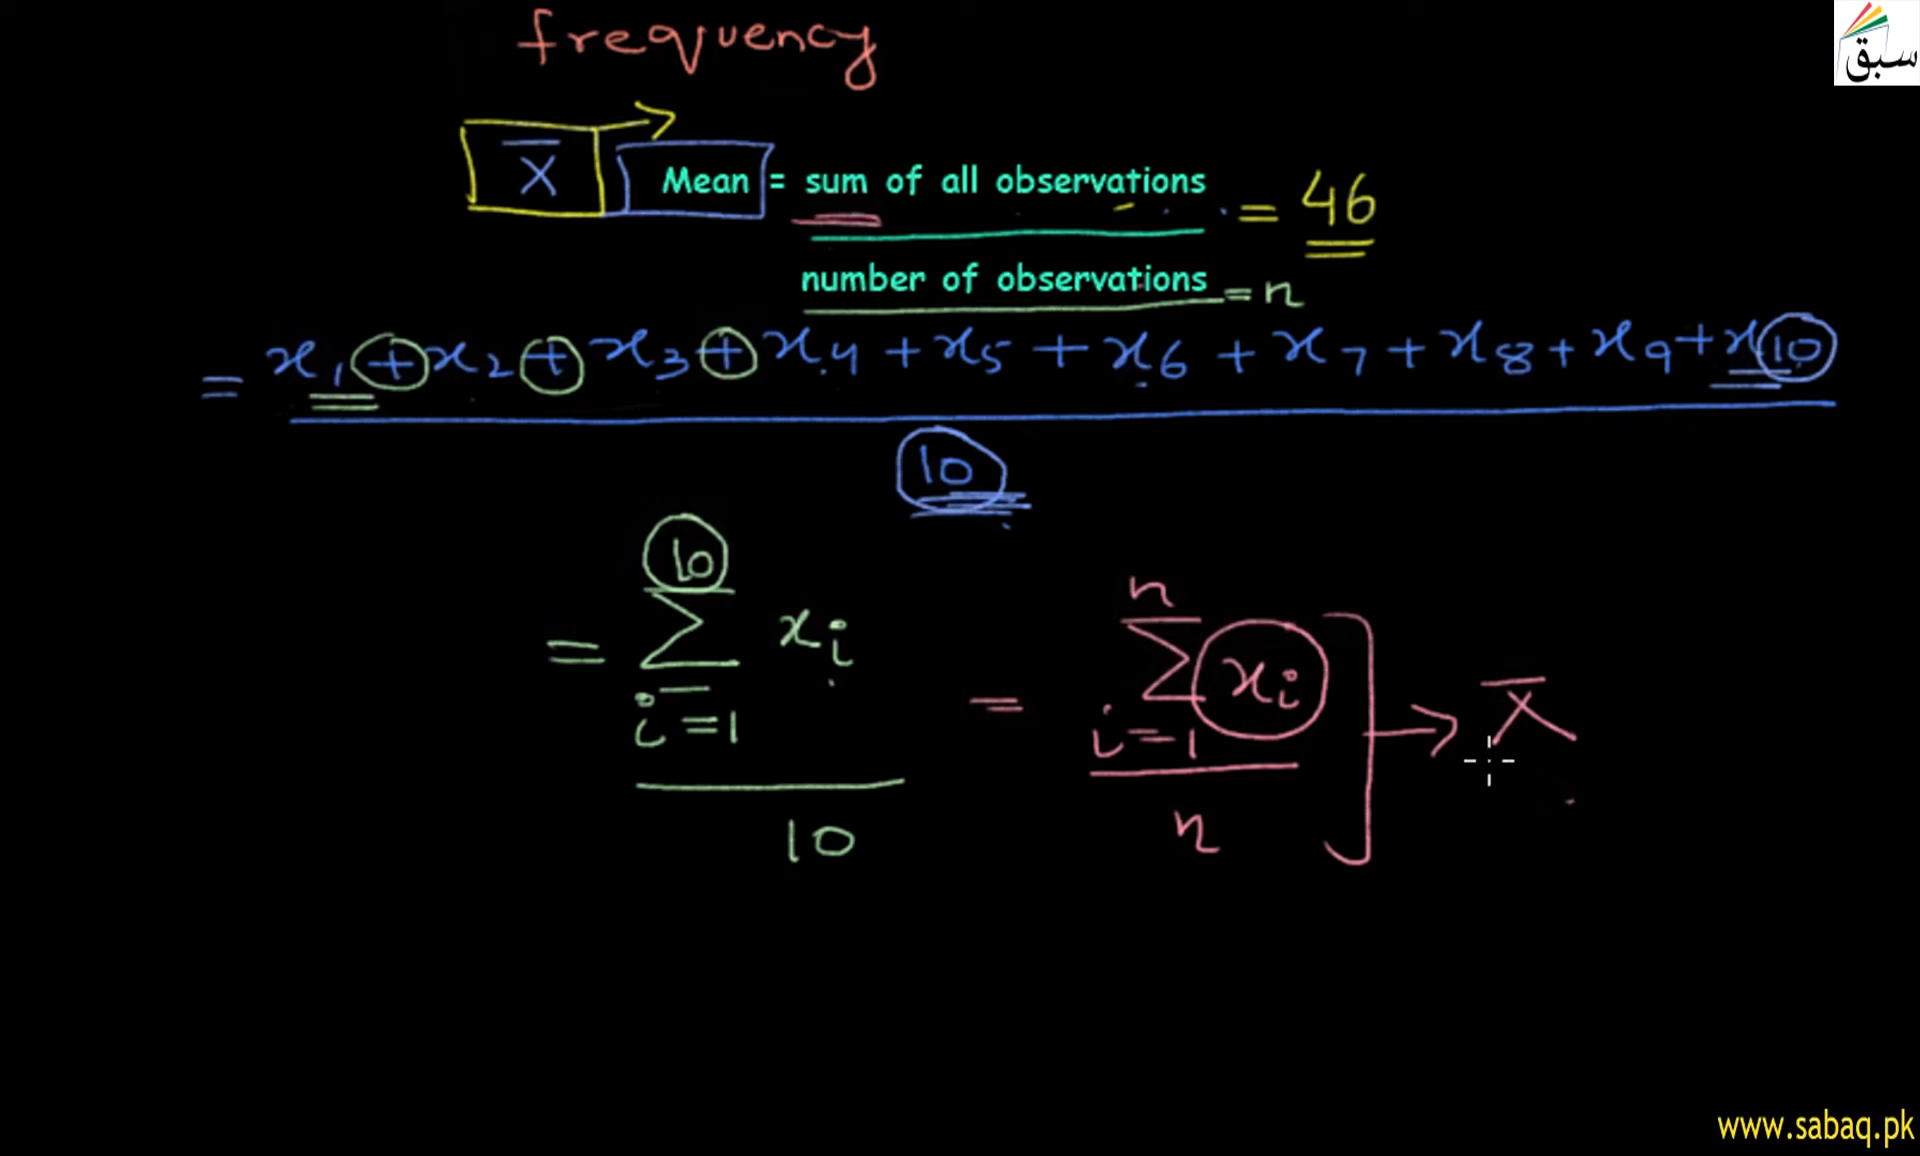 frequency
سبق
X̄ Mean = sum of all observations = 46
number of observations = n
= x₁ + x₂ + x₃ + x₄ + x₅ + x₆ + x₇ + x₈ + x₉ + x₁₀
10
10
= Σ xᵢ
i=1
10
n
= Σ xᵢ ] → X̄
i=1
n
www.sabaq.pk